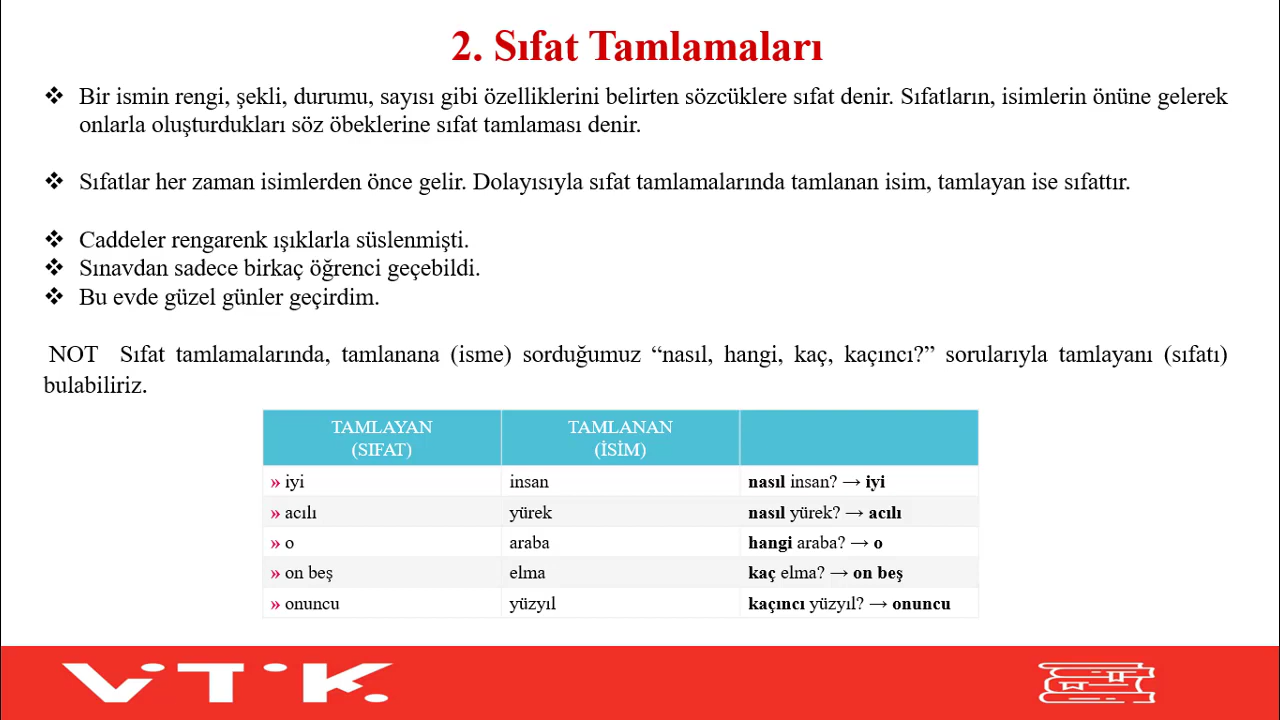 2. Sıfat Tamlamaları
❖ Bir ismin rengi, şekli, durumu, sayısı gibi özelliklerini belirten sözcüklere sıfat denir. Sıfatların, isimlerin önüne gelerek
onlarla oluşturdukları söz öbeklerine sıfat tamlaması denir.
❖ Sıfatlar her zaman isimlerden önce gelir. Dolayısıyla sıfat tamlamalarında tamlanan isim, tamlayan ise sıfattır.
❖ Caddeler rengarenk ışıklarla süslenmişti.
❖ Sınavdan sadece birkaç öğrenci geçebildi.
❖ Bu evde güzel günler geçirdim.
NOT Sıfat tamlamalarında, tamlanana (isme) sorduğumuz “nasıl, hangi, kaç, kaçıncı?” sorularıyla tamlayanı (sıfatı)
bulabiliriz.
TAMLAYAN (SIFAT) TAMLANAN (İSİM)
» iyi insan nasıl insan? → iyi
» acılı yürek nasıl yürek? → acılı
» o araba hangi araba? → o
» on beş elma kaç elma? → on beş
» onuncu yüzyıl kaçıncı yüzyıl? → onuncu
VİTİK.